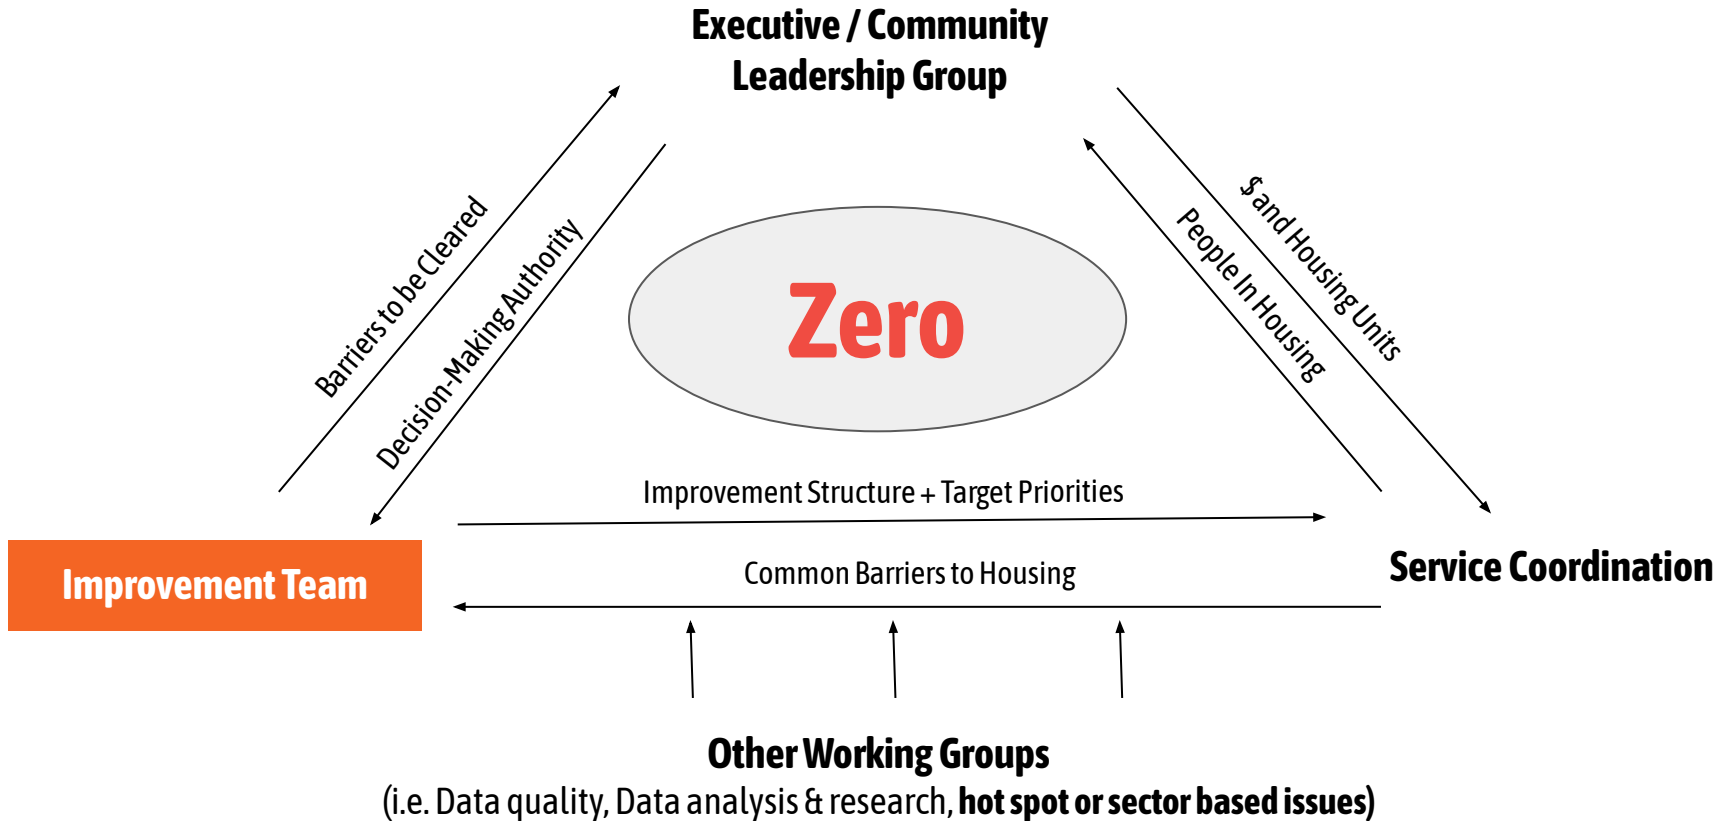 Executive / Community
Leadership Group
Barriers to be Cleared
Decision-Making Authority
$ and Housing Units
People In Housing
Zero
Improvement Structure + Target Priorities
Improvement Team
Common Barriers to Housing
Service Coordination
Other Working Groups
(i.e. Data quality, Data analysis & research, hot spot or sector based issues)